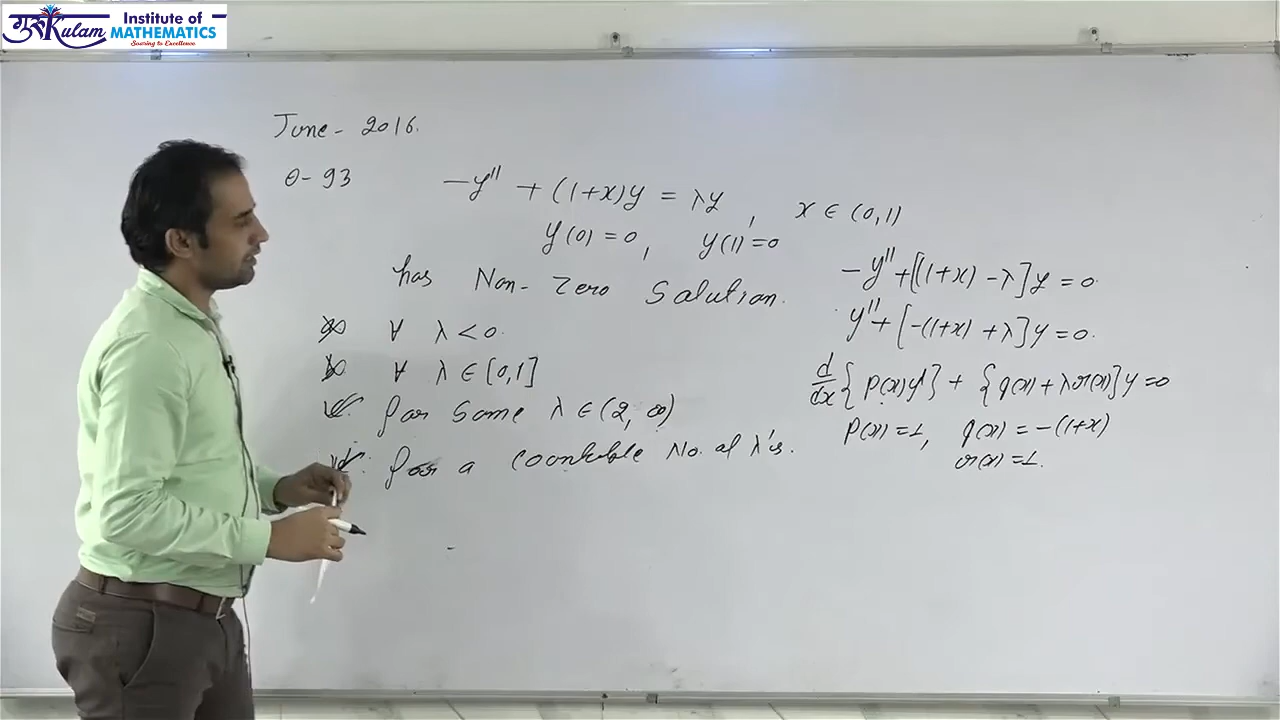 गुरुKulam Institute of MATHEMATICS
Soaring to Excellence
June - 2016.
Q-93
-y'' + (1+x)y = λy, x ∈ (0,1)
y(0)=0, y(1)=0
has Non-Zero Solution.
∀ λ<0.
∀ λ∈[0,1]
for some λ∈(2,∞)
for a countable No. of λ's.
-y''+[(1+x)-λ]y=0.
y''+[-(1+x)+λ]y=0.
d/dx{p(x)y'} + {q(x)+λr(x)}y=0
p(x)=1, q(x)=-(1+x)
r(x)=1.